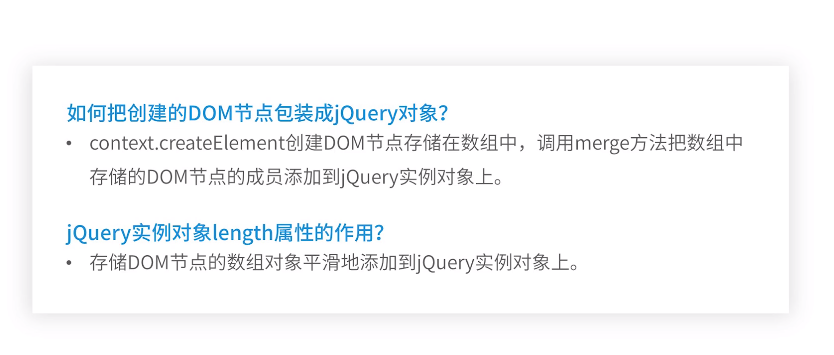 如何把创建的DOM节点包装成jQuery对象？
• context.createElement创建DOM节点存储在数组中，调用merge方法把数组中
存储的DOM节点的成员添加到jQuery实例对象上。
jQuery实例对象length属性的作用？
• 存储DOM节点的数组对象平滑地添加到jQuery实例对象上。